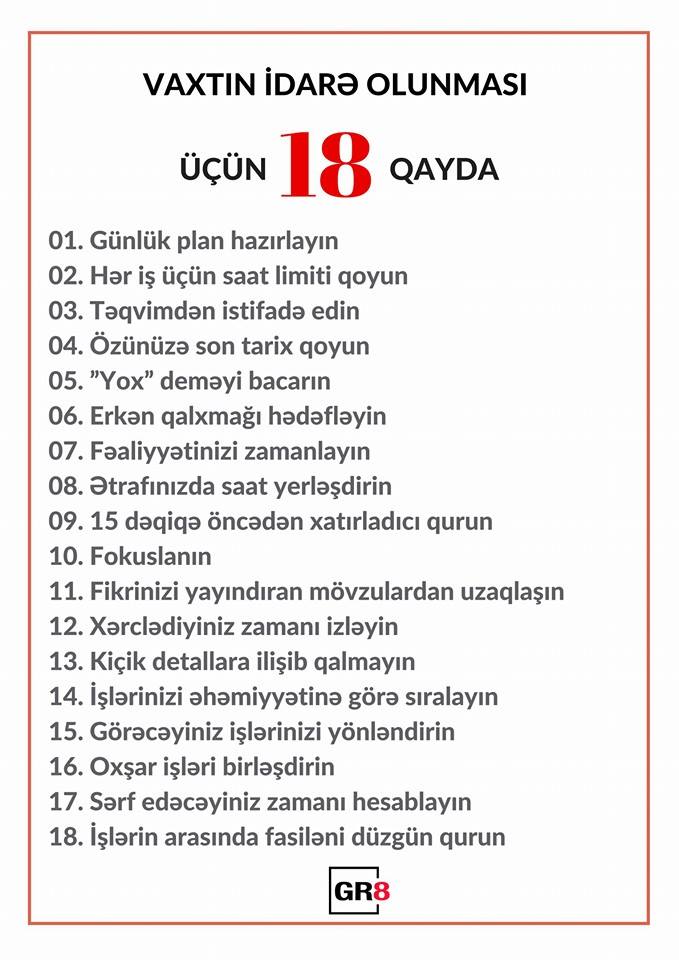 VAXTIN İDARƏ OLUNMASI
ÜÇÜN 18 QAYDA
01. Günlük plan hazırlayın
02. Hər iş üçün saat limiti qoyun
03. Təqvimdən istifadə edin
04. Özünüzə son tarix qoyun
05. ”Yox” deməyi bacarın
06. Erkən qalxmağı hədəfləyin
07. Fəaliyyətinizi zamanlayın
08. Ətrafınızda saat yerləşdirin
09. 15 dəqiqə öncədən xatırladıcı qurun
10. Fokuslanın
11. Fikrinizi yayındıran mövzulardan uzaqlaşın
12. Xərclədiyiniz zamanı izləyin
13. Kiçik detallara ilişib qalmayın
14. İşlərinizi əhəmiyyətinə görə sıralayın
15. Görəcəyiniz işlərinizi yönləndirin
16. Oxşar işləri birləşdirin
17. Sərf edəcəyiniz zamanı hesablayın
18. İşlərin arasında fasiləni düzgün qurun
GR8